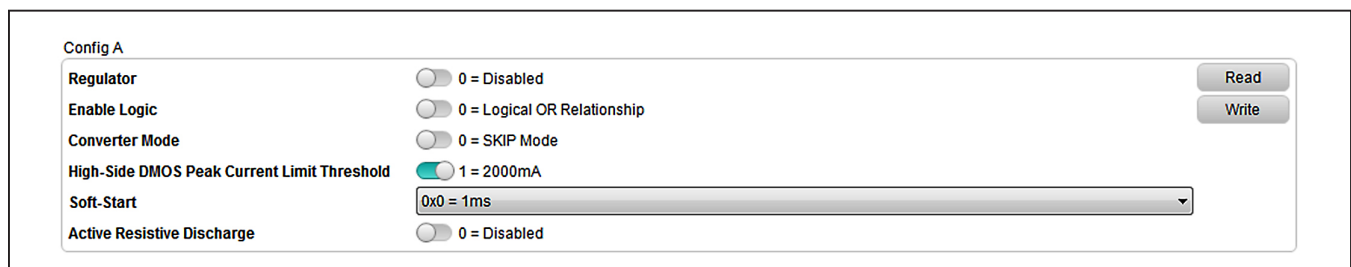 Config A
Regulator 0 = Disabled Read
Enable Logic 0 = Logical OR Relationship Write
Converter Mode 0 = SKIP Mode
High-Side DMOS Peak Current Limit Threshold 1 = 2000mA
Soft-Start 0x0 = 1ms
Active Resistive Discharge 0 = Disabled